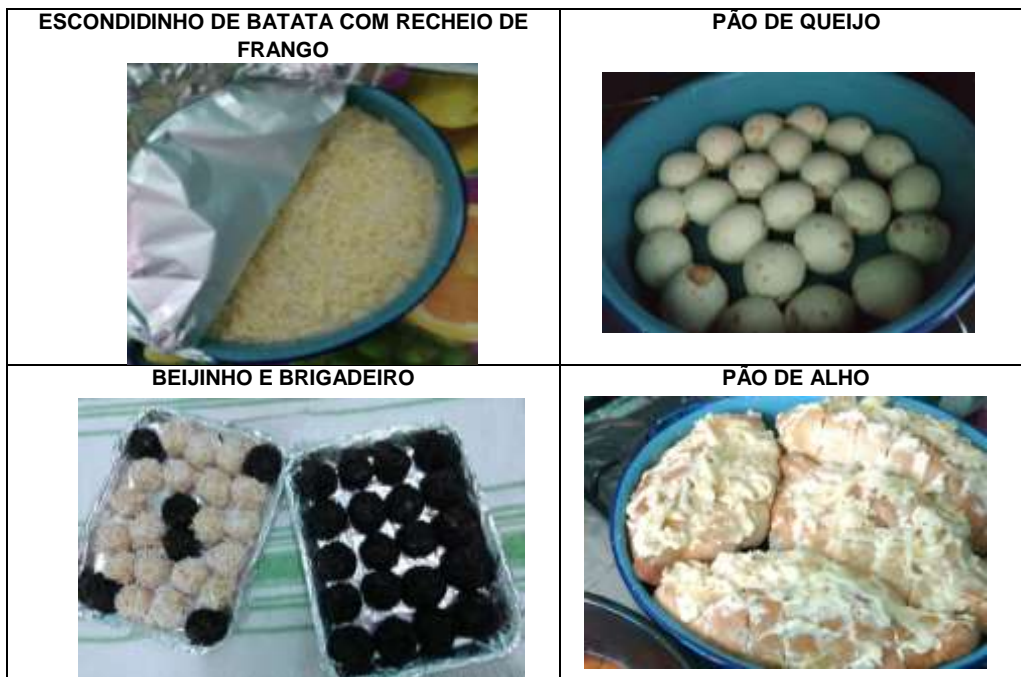 ESCONDIDINHO DE BATATA COM RECHEIO DE
FRANGO
PÃO DE QUEIJO
BEIJINHO E BRIGADEIRO
PÃO DE ALHO